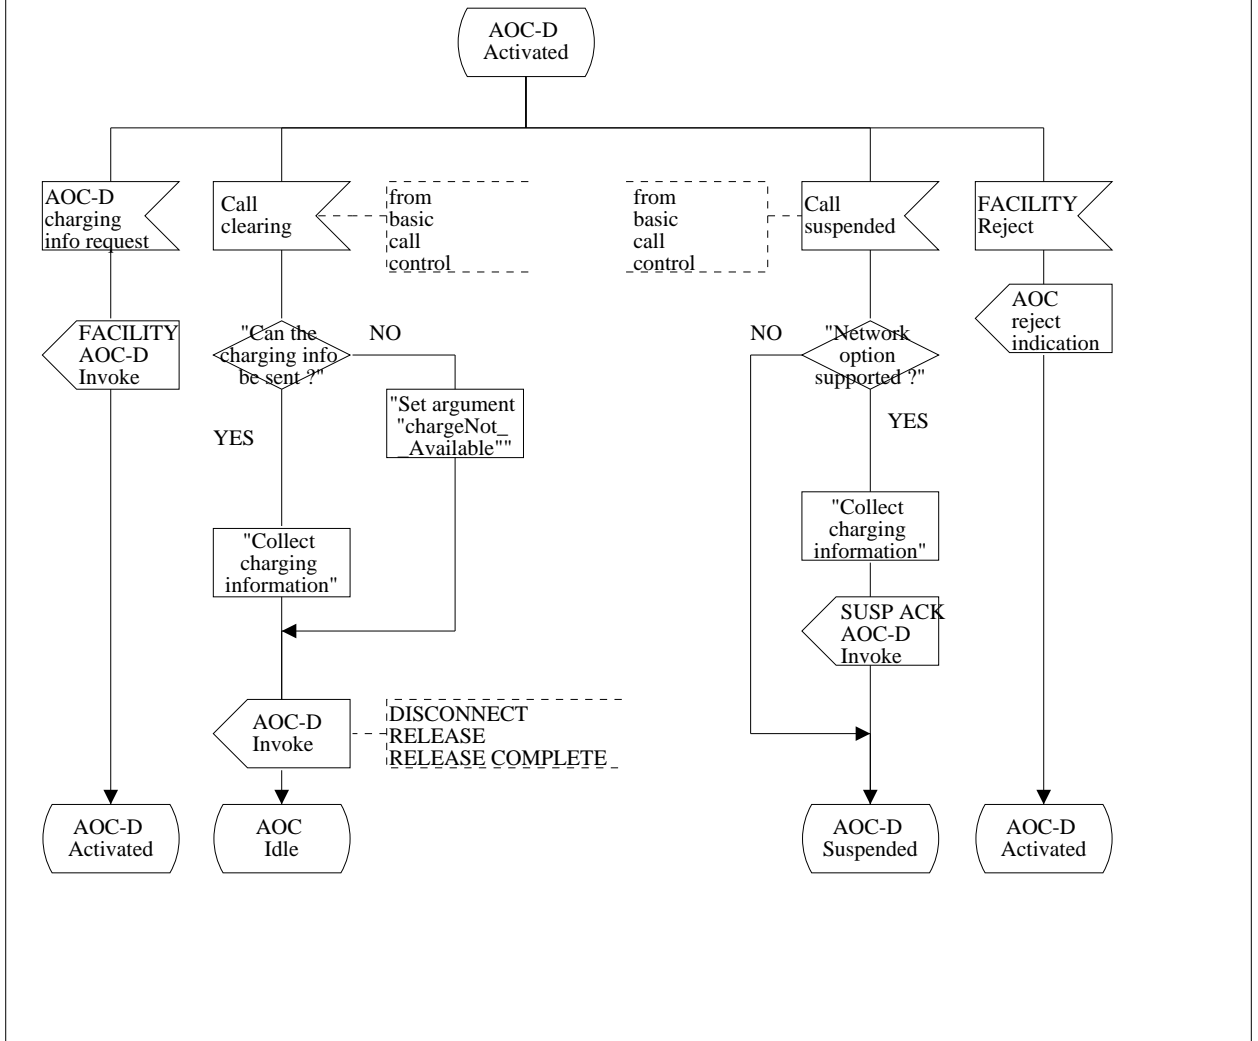 AOC-D
Activated
AOC-D
charging
info request
Call
clearing
from
basic
call
control
from
basic
call
control
Call
suspended
FACILITY
Reject
FACILITY
AOC-D
Invoke
"Can the
charging info
be sent ?"
NO
YES
"Set argument
"chargeNot_
_Available""
"Collect
charging
information"
AOC-D
Invoke
DISCONNECT
RELEASE
RELEASE COMPLETE
NO
"Network
option
supported ?"
YES
"Collect
charging
information"
SUSP ACK
AOC-D
Invoke
AOC
reject
indication
AOC-D
Activated
AOC
Idle
AOC-D
Suspended
AOC-D
Activated